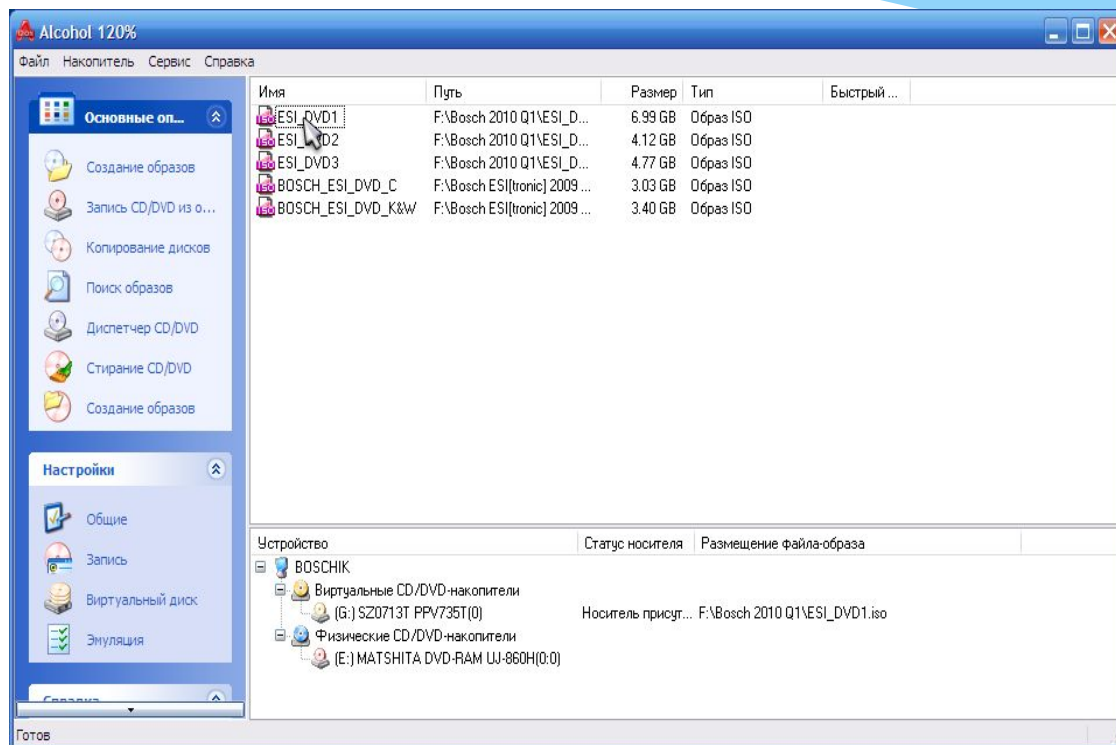 Alcohol 120%
Файл Накопитель Сервис Справка
Основные оп...
Создание образов
Запись CD/DVD из о...
Копирование дисков
Поиск образов
Диспетчер CD/DVD
Стирание CD/DVD
Создание образов
Настройки
Общие
Запись
Виртуальный диск
Эмуляция
Справка
Имя Путь Размер Тип Быстрый ...
ESI_DVD1 F:\Bosch 2010 Q1\ESI_D... 6.99 GB Образ ISO
ESI_DVD2 F:\Bosch 2010 Q1\ESI_D... 4.12 GB Образ ISO
ESI_DVD3 F:\Bosch 2010 Q1\ESI_D... 4.77 GB Образ ISO
BOSCH_ESI_DVD_C F:\Bosch ESI[tronic] 2009 ... 3.03 GB Образ ISO
BOSCH_ESI_DVD_K&W F:\Bosch ESI[tronic] 2009 ... 3.40 GB Образ ISO
Устройство Статус носителя Размещение файла-образа
BOSCHIK
Виртуальные CD/DVD-накопители
(G:) SZ0713T PPV735T(0) Носитель присут... F:\Bosch 2010 Q1\ESI_DVD1.iso
Физические CD/DVD-накопители
(E:) MATSHITA DVD-RAM UJ-860H(0:0)
Готов